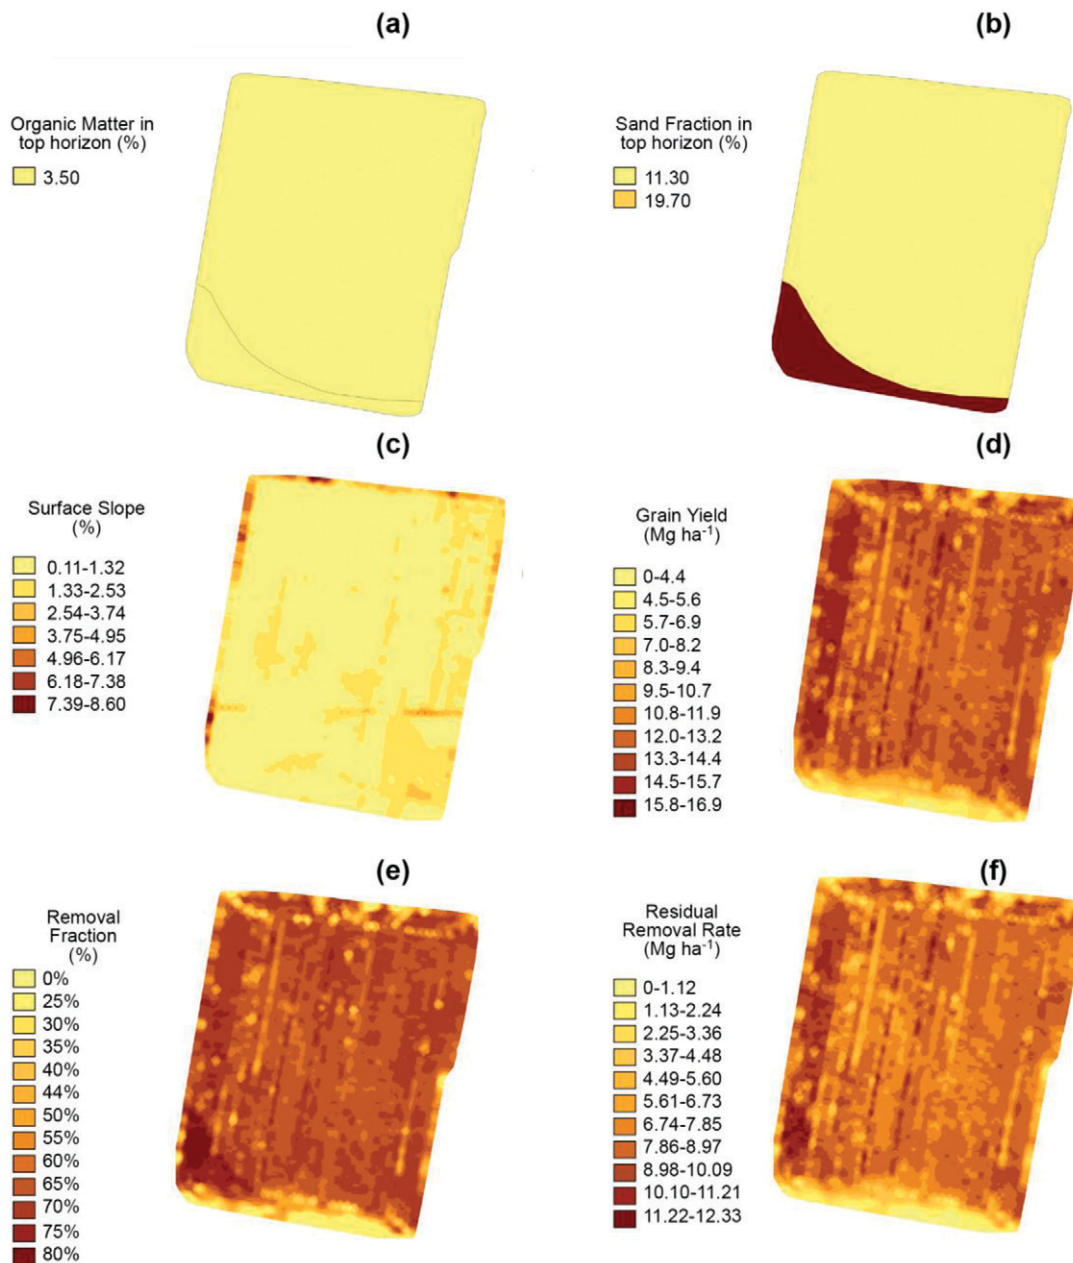 (a)
Organic Matter in
top horizon (%)
3.50
(b)
Sand Fraction in
top horizon (%)
11.30
19.70
(c)
Surface Slope
(%)
0.11-1.32
1.33-2.53
2.54-3.74
3.75-4.95
4.96-6.17
6.18-7.38
7.39-8.60
(d)
Grain Yield
(Mg ha⁻¹)
0-4.4
4.5-5.6
5.7-6.9
7.0-8.2
8.3-9.4
9.5-10.7
10.8-11.9
12.0-13.2
13.3-14.4
14.5-15.7
15.8-16.9
(e)
Removal
Fraction
(%)
0%
25%
30%
35%
40%
44%
50%
55%
60%
65%
70%
75%
80%
(f)
Residual
Removal Rate
(Mg ha⁻¹)
0-1.12
1.13-2.24
2.25-3.36
3.37-4.48
4.49-5.60
5.61-6.73
6.74-7.85
7.86-8.97
8.98-10.09
10.10-11.21
11.22-12.33